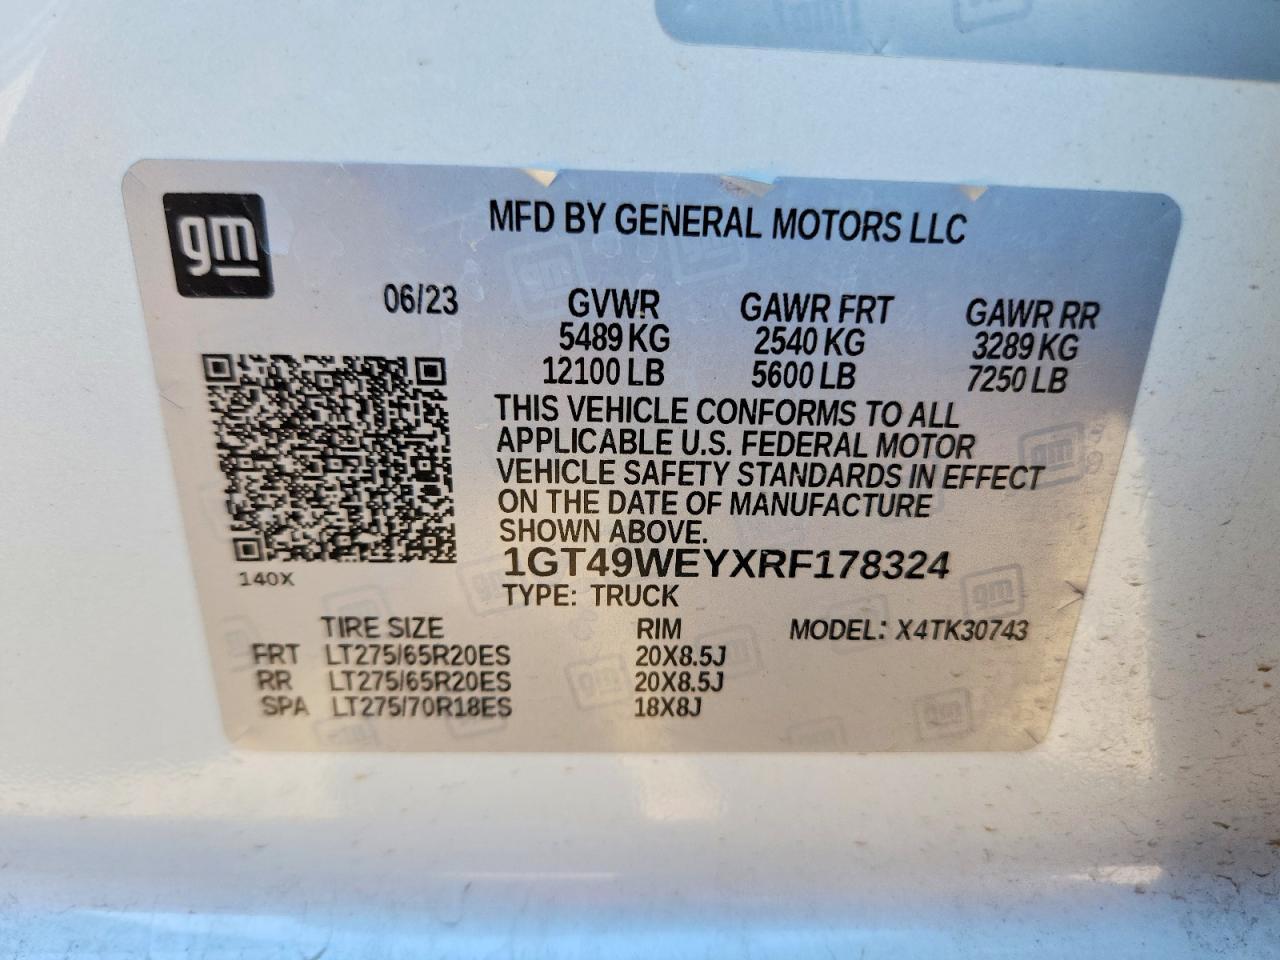 gm
MFD BY GENERAL MOTORS LLC
06/23 GVWR GAWR FRT GAWR RR
5489 KG 2540 KG 3289 KG
12100 LB 5600 LB 7250 LB
THIS VEHICLE CONFORMS TO ALL
APPLICABLE U.S. FEDERAL MOTOR
VEHICLE SAFETY STANDARDS IN EFFECT
ON THE DATE OF MANUFACTURE
SHOWN ABOVE.
1GT49WEYXRF178324
140X
TYPE: TRUCK
TIRE SIZE RIM MODEL: X4TK30743
FRT LT275/65R20ES 20X8.5J
RR LT275/65R20ES 20X8.5J
SPA LT275/70R18ES 18X8J